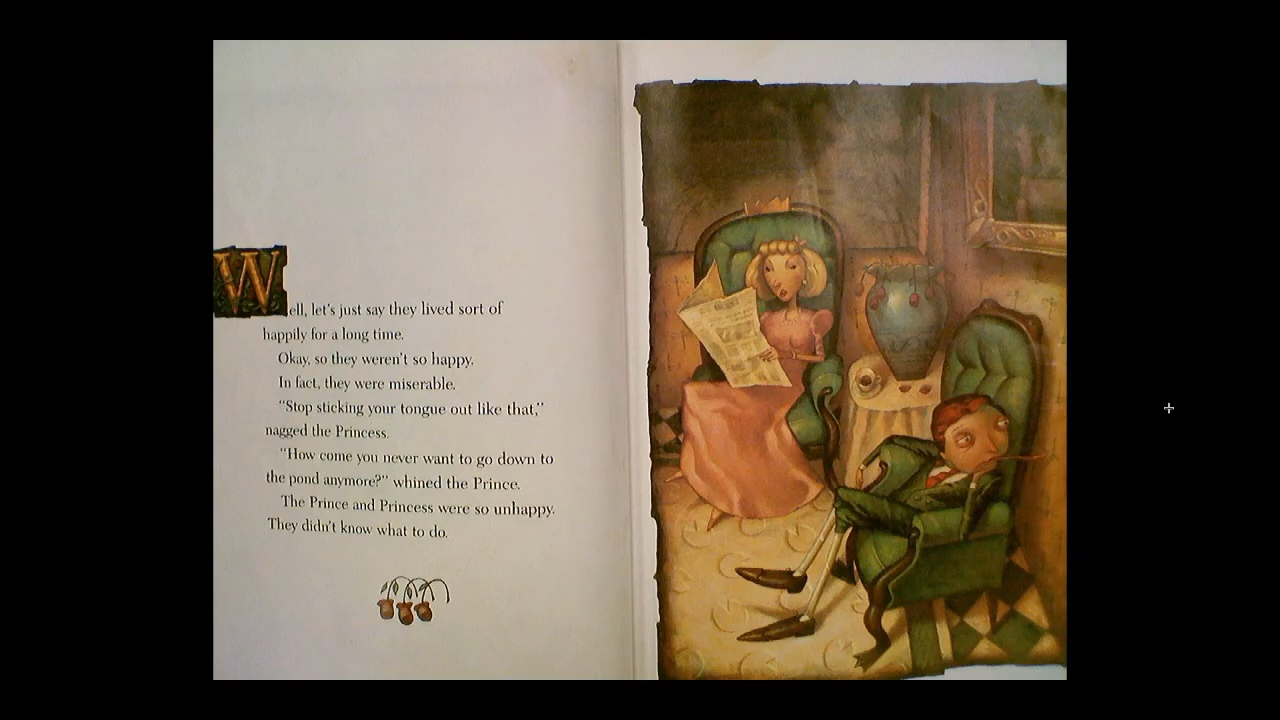 Well, let's just say they lived sort of
happily for a long time.
Okay, so they weren't so happy.
In fact, they were miserable.
"Stop sticking your tongue out like that,"
nagged the Princess.
"How come you never want to go down to
the pond anymore?" whined the Prince.
The Prince and Princess were so unhappy.
They didn't know what to do.